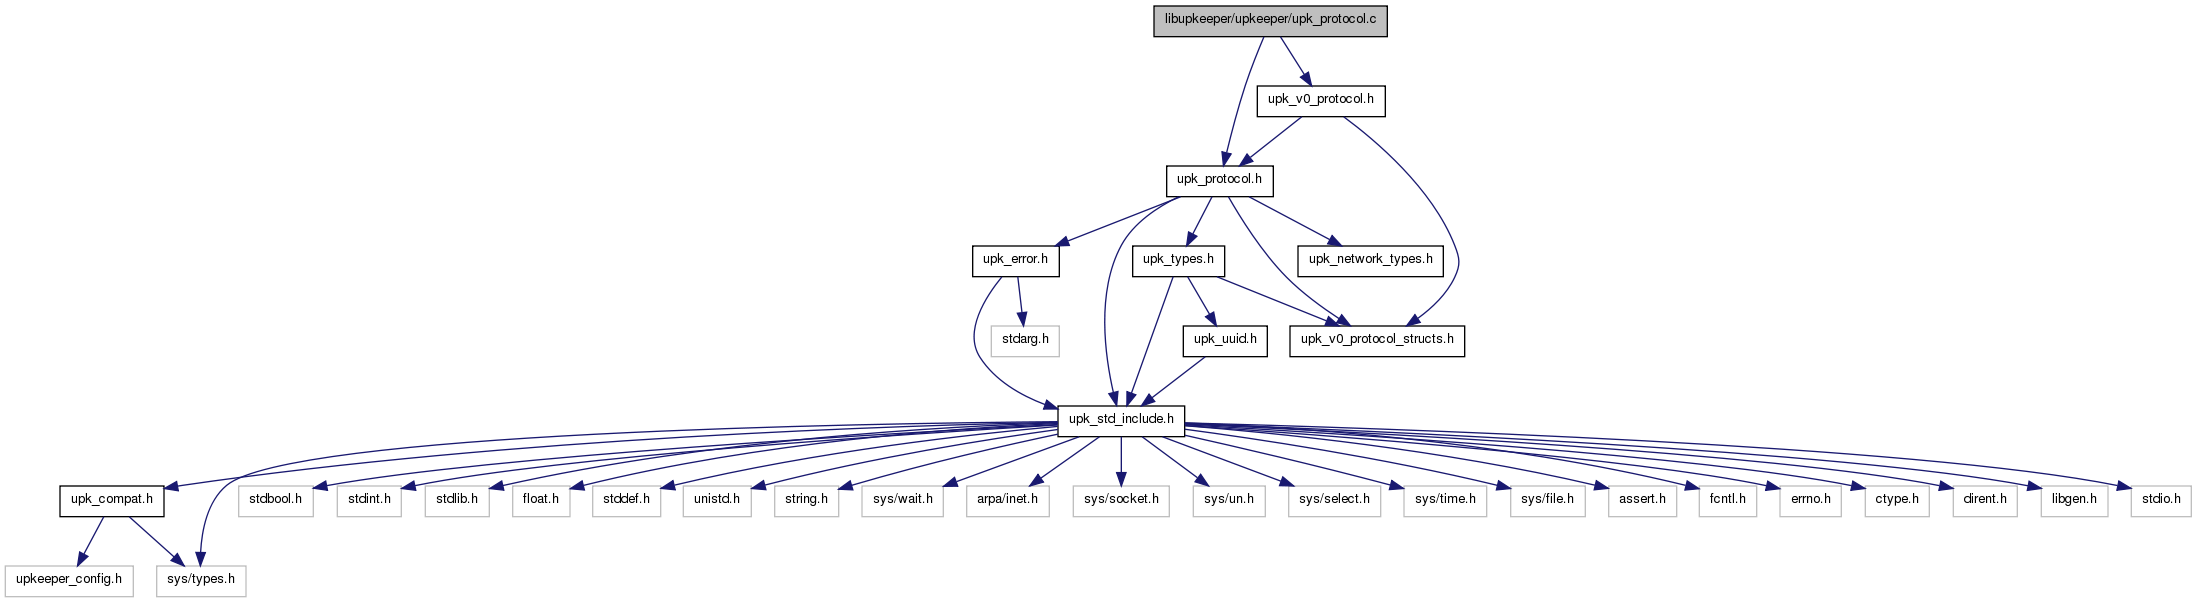 libupkeeper/upkeeper/upk_protocol.c
upk_v0_protocol.h
upk_protocol.h
upk_error.h
upk_types.h
upk_network_types.h
stdarg.h
upk_uuid.h
upk_v0_protocol_structs.h
upk_std_include.h
upk_compat.h
stdbool.h
stdint.h
stdlib.h
float.h
stddef.h
unistd.h
string.h
sys/wait.h
arpa/inet.h
sys/socket.h
sys/un.h
sys/select.h
sys/time.h
sys/file.h
assert.h
fcntl.h
errno.h
ctype.h
dirent.h
libgen.h
stdio.h
upkeeper_config.h
sys/types.h